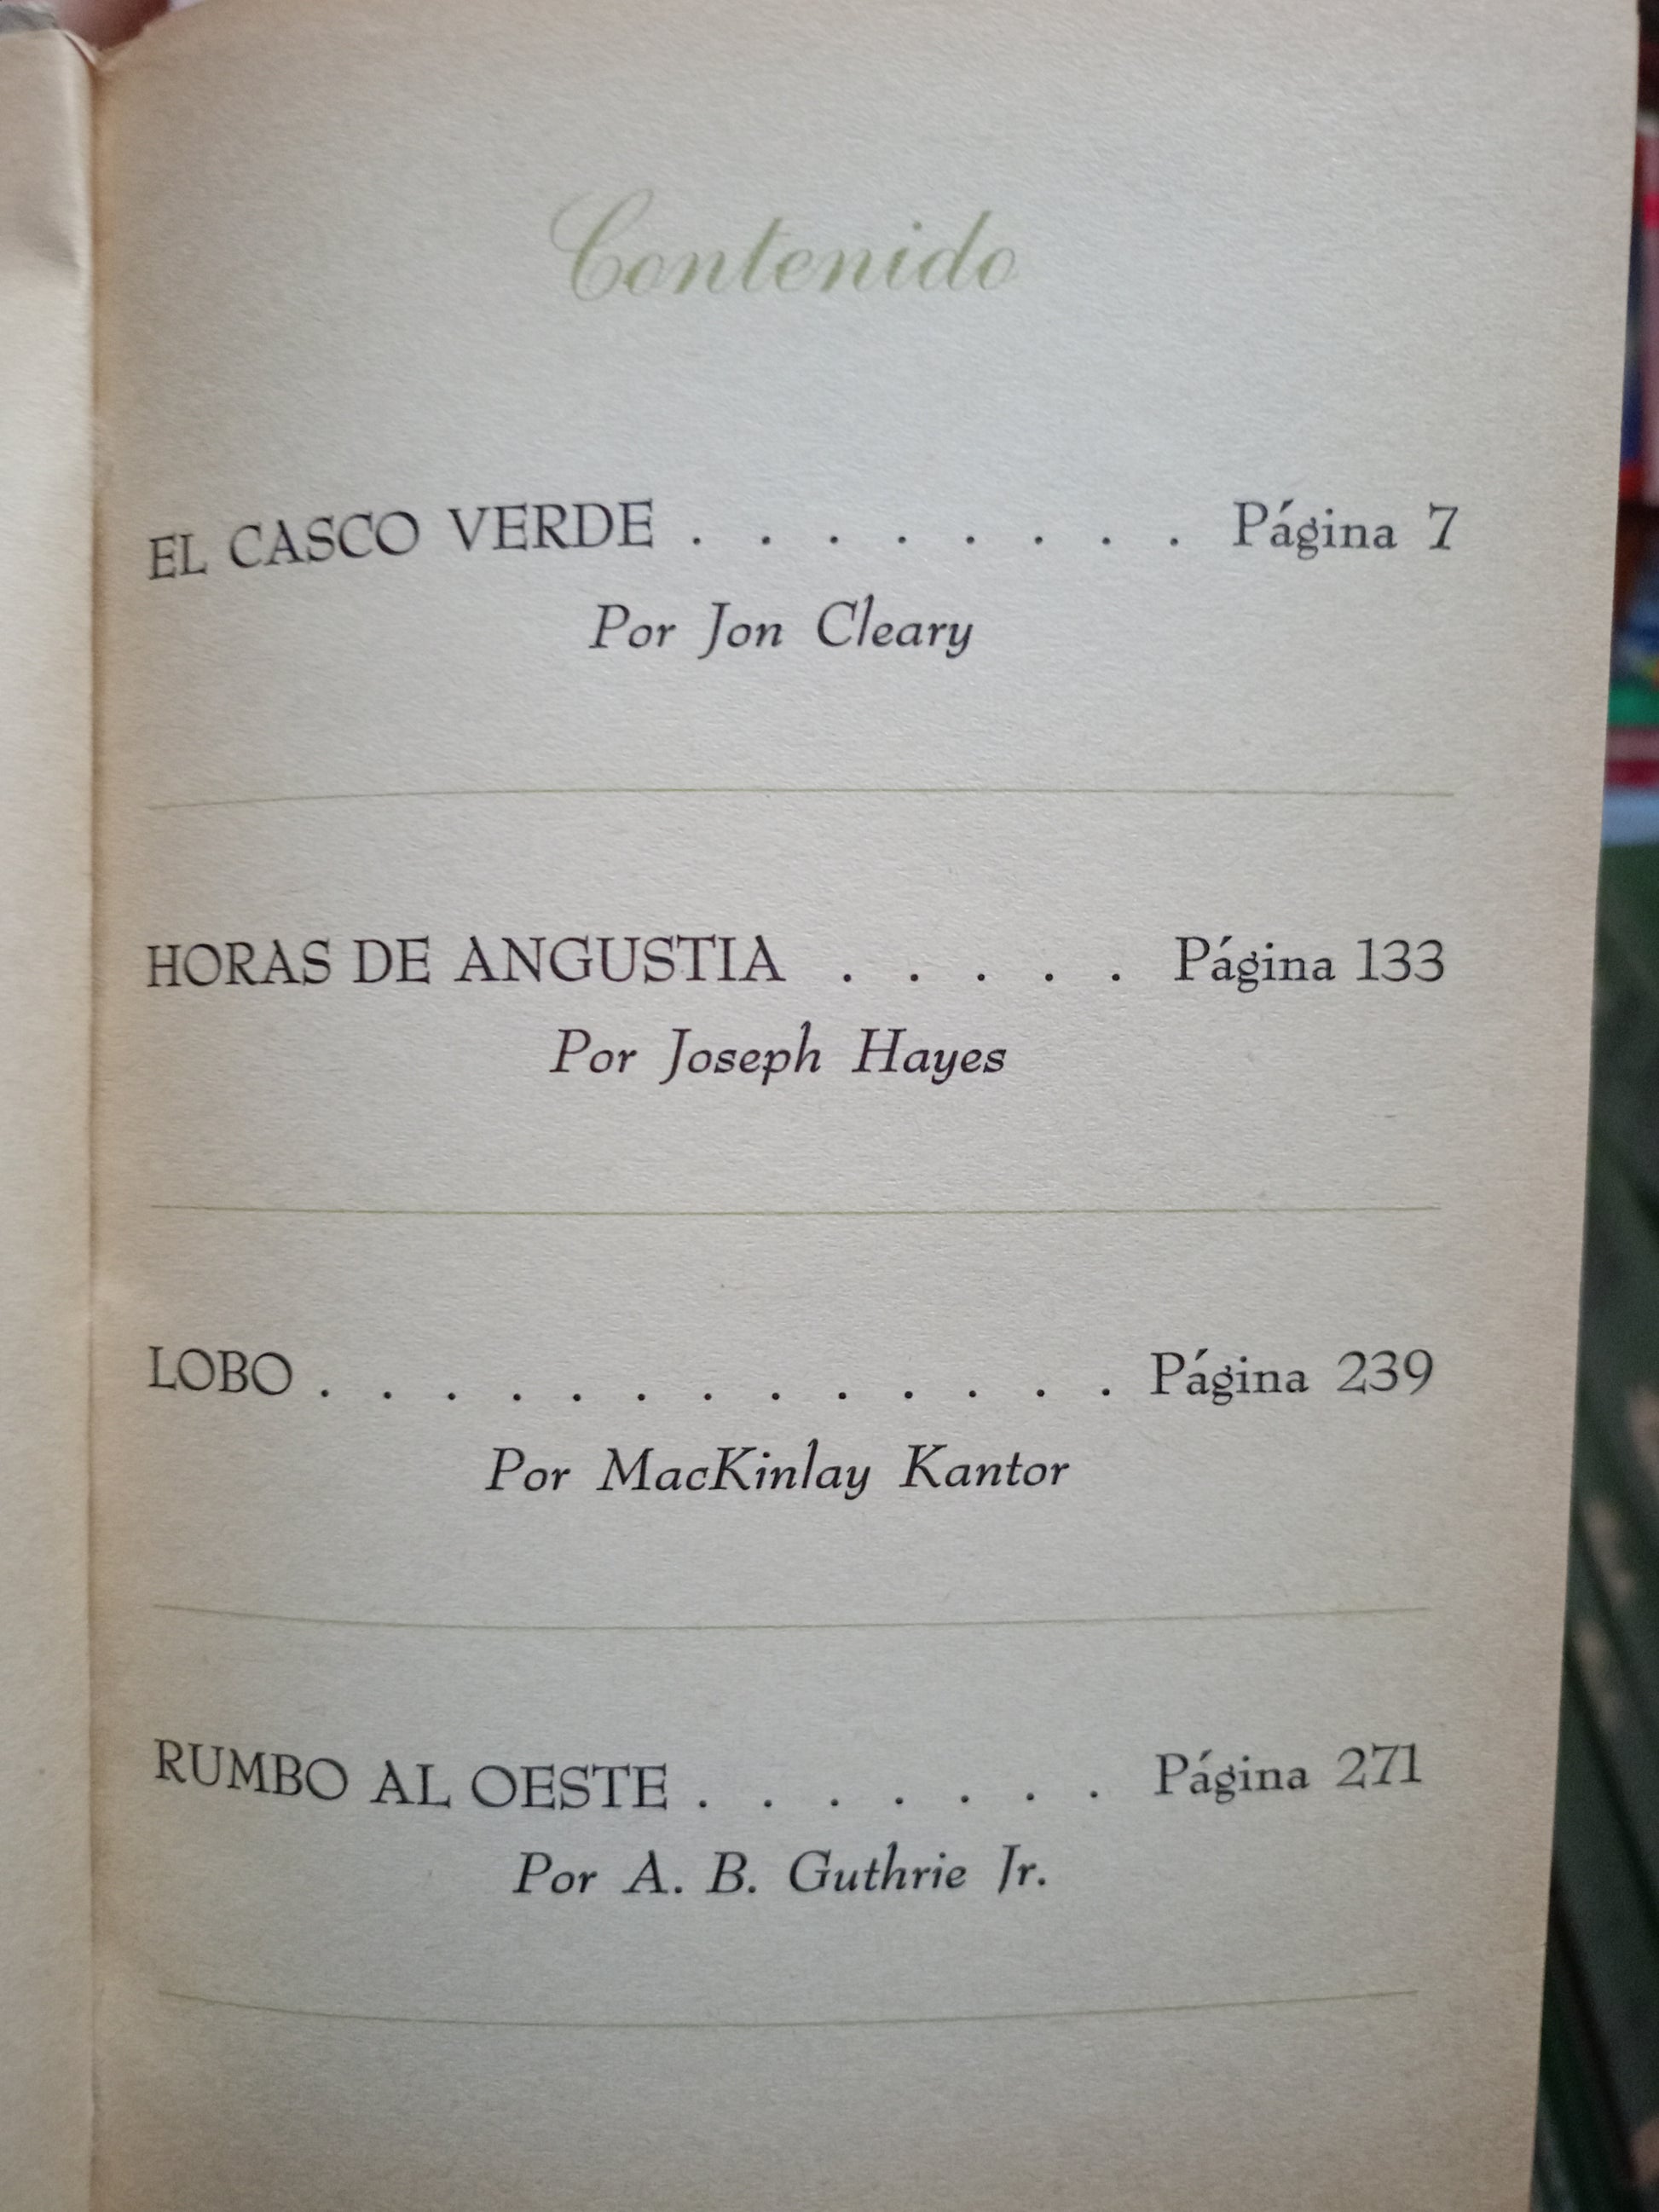 Contenido
EL CASCO VERDE . . . . . . . . Página 7
Por Jon Cleary
HORAS DE ANGUSTIA . . . . . Página 133
Por Joseph Hayes
LOBO . . . . . . . . . . . . . Página 239
Por MacKinlay Kantor
RUMBO AL OESTE . . . . . . . Página 271
Por A. B. Guthrie Jr.